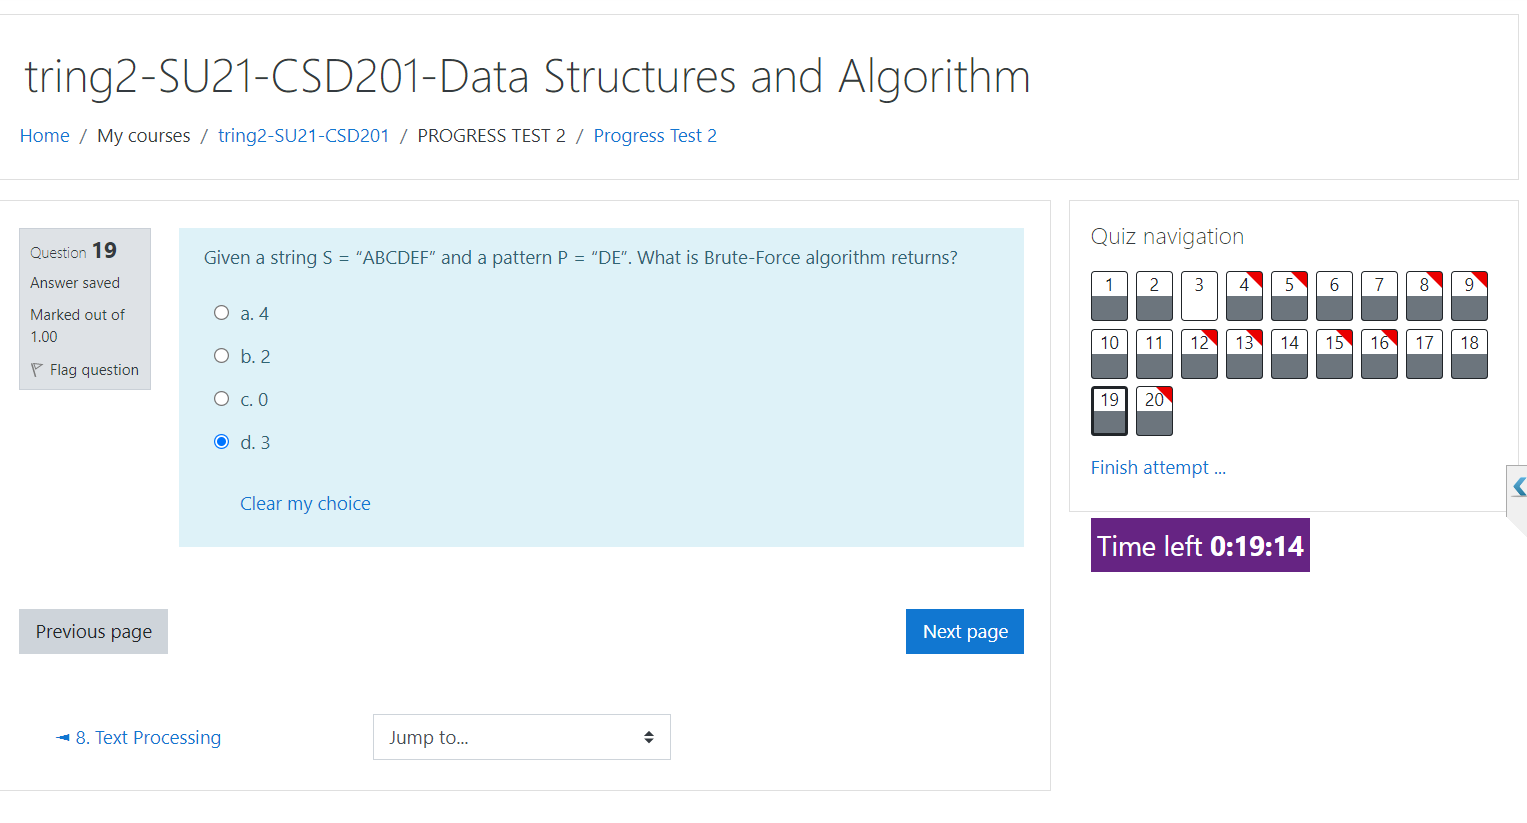 tring2-SU21-CSD201-Data Structures and Algorithm
Home / My courses / tring2-SU21-CSD201 / PROGRESS TEST 2 / Progress Test 2
Question 19
Answer saved
Marked out of
1.00
Flag question
Given a string S = “ABCDEF” and a pattern P = “DE”. What is Brute-Force algorithm returns?
a. 4
b. 2
c. 0
d. 3
Clear my choice
Previous page
Next page
◄ 8. Text Processing
Jump to...
Quiz navigation
1 2 3 4 5 6 7 8 9
10 11 12 13 14 15 16 17 18
19 20
Finish attempt ...
Time left 0:19:14